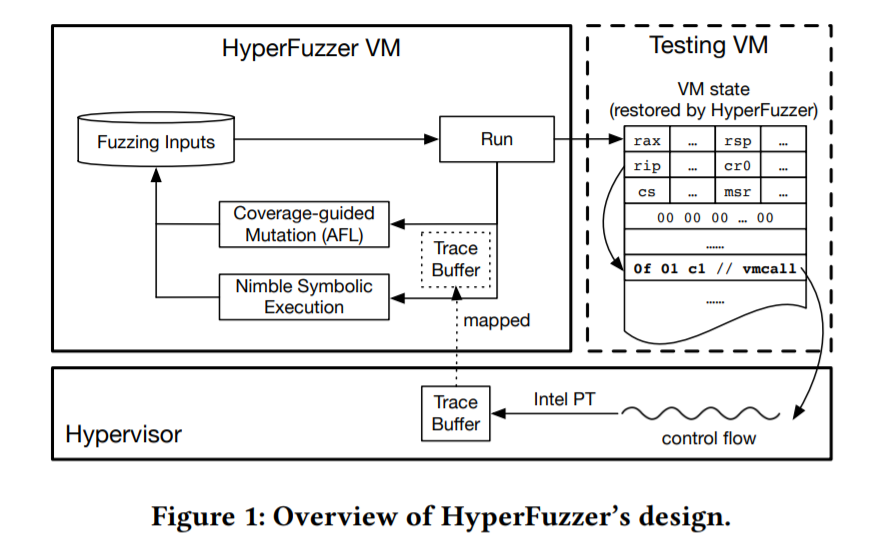 HyperFuzzer VM
Testing VM
VM state
(restored by HyperFuzzer)
Fuzzing Inputs
Run
rax ... rsp ...
rip ... cr0 ...
cs ... msr ...
00 00 00 … 00
......
0f 01 c1 // vmcall
......
Coverage-guided
Mutation (AFL)
Trace
Buffer
Nimble Symbolic
Execution
mapped
Trace
Buffer
Intel PT
control flow
Hypervisor
Figure 1: Overview of HyperFuzzer’s design.